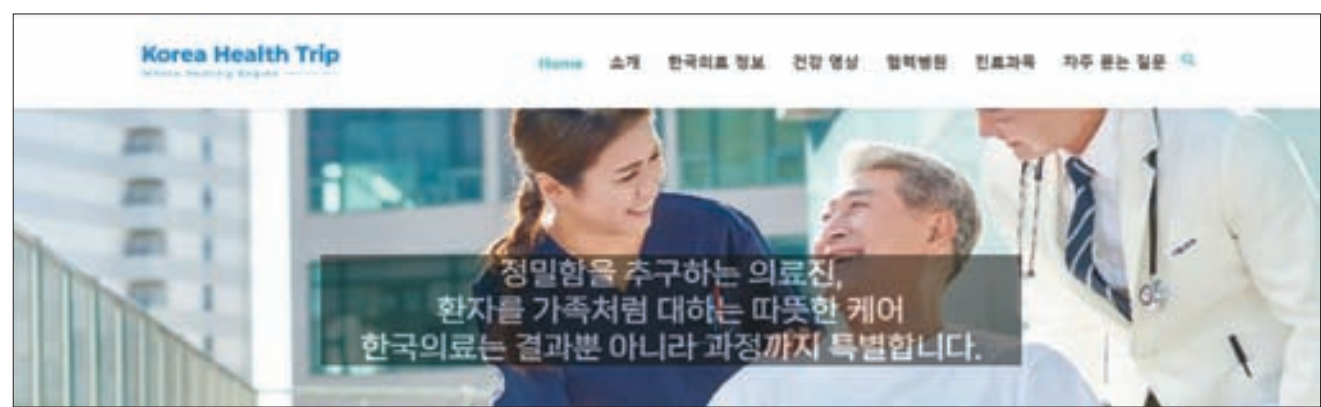 Korea Health Trip
Where Healing Begins
Home 소개 한국의료 정보 건강 영상 협력병원 진료과목 자주 묻는 질문
정밀함을 추구하는 의료진,
환자를 가족처럼 대하는 따뜻한 케어
한국의료는 결과뿐 아니라 과정까지 특별합니다.